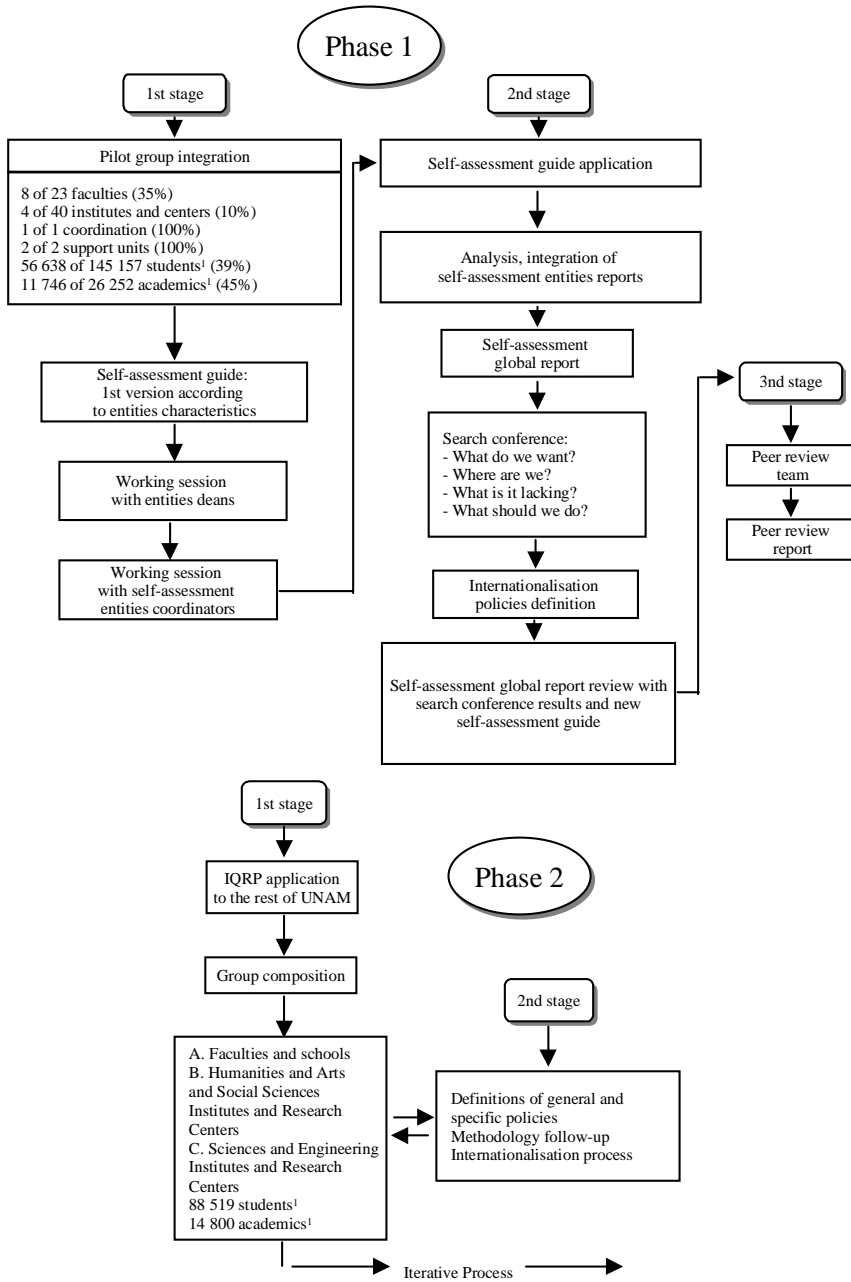 Phase 1
1st stage
Pilot group integration
8 of 23 faculties (35%)
4 of 40 institutes and centers (10%)
1 of 1 coordination (100%)
2 of 2 support units (100%)
56 638 of 145 157 students¹ (39%)
11 746 of 26 252 academics¹ (45%)
Self-assessment guide:
1st version according
to entities characteristics
Working session
with entities deans
Working session
with self-assessment
entities coordinators
2nd stage
Self-assessment guide application
Analysis, integration of
self-assessment entities reports
Self-assessment
global report
Search conference:
- What do we want?
- Where are we?
- What is it lacking?
- What should we do?
Internationalisation
policies definition
Self-assessment global report review with
search conference results and new
self-assessment guide
3nd stage
Peer review
team
Peer review
report
Phase 2
1st stage
IQRP application
to the rest of UNAM
Group composition
A. Faculties and schools
B. Humanities and Arts
and Social Sciences
Institutes and Research
Centers
C. Sciences and Engineering
Institutes and Research
Centers
88 519 students¹
14 800 academics¹
2nd stage
Definitions of general and
specific policies
Methodology follow-up
Internationalisation process
Iterative Process